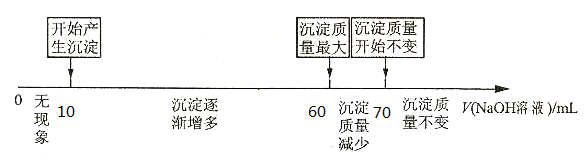 开始产
生沉淀
沉淀质
量最大
沉淀质量
开始不变
0
无
现
象
10
沉淀逐
渐增多
60
沉淀
质量
减少
70
沉淀质
量不变
V(NaOH溶液)/mL